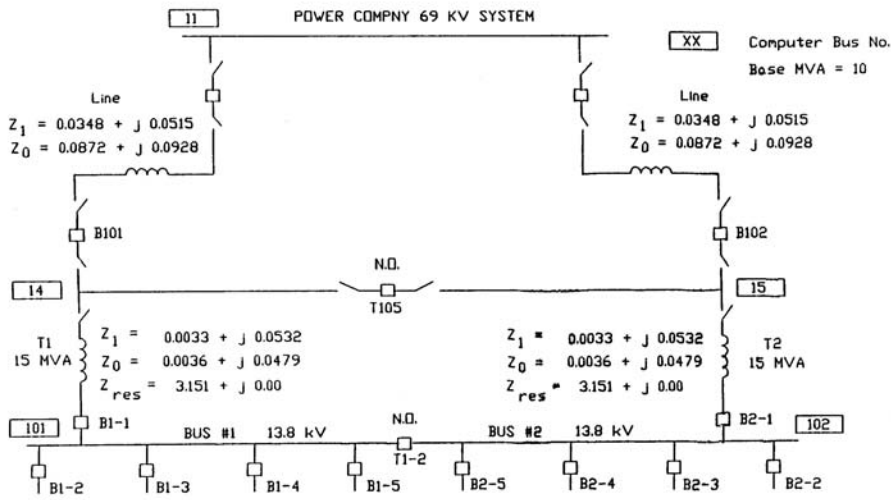 11 POWER COMPNY 69 KV SYSTEM
XX Computer Bus No.
Base MVA = 10
Line
Z1 = 0.0348 + j 0.0515
Z0 = 0.0872 + j 0.0928
Line
Z1 = 0.0348 + j 0.0515
Z0 = 0.0872 + j 0.0928
B101
B102
N.O.
14
15
T105
T1
15 MVA
Z1 = 0.0033 + j 0.0532
Z0 = 0.0036 + j 0.0479
Zres = 3.151 + j 0.00
Z1 = 0.0033 + j 0.0532
Z0 = 0.0036 + j 0.0479
Zres = 3.151 + j 0.00
T2
15 MVA
B1-1
B2-1
101
BUS #1 13.8 kV
N.O.
BUS #2 13.8 kV
102
T1-2
B1-2 B1-3 B1-4 B1-5 B2-5 B2-4 B2-3 B2-2